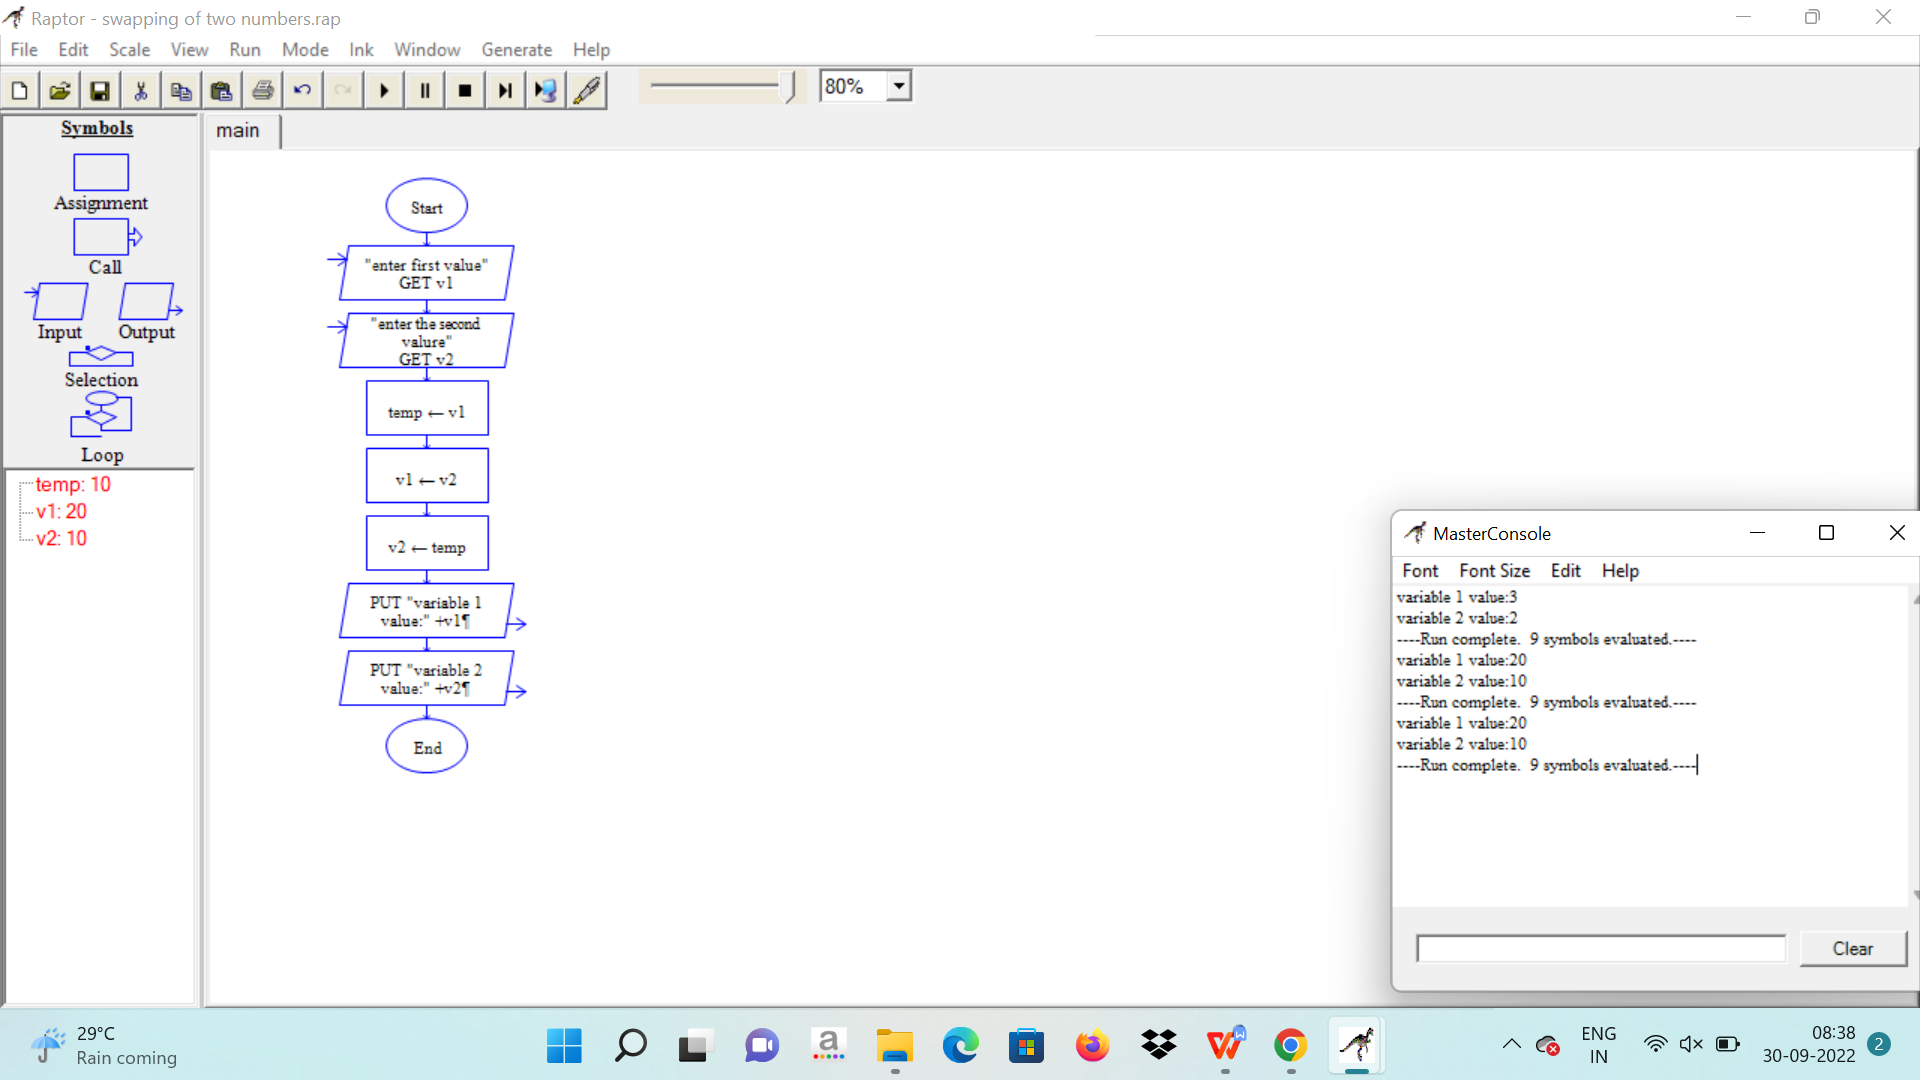 Raptor - swapping of two numbers.rap
File Edit Scale View Run Mode Ink Window Generate Help
80%
Symbols
Assignment
Call
Input Output
Selection
Loop
temp: 10
v1: 20
v2: 10
main
Start
"enter first value"
GET v1
"enter the second
valure"
GET v2
temp ← v1
v1 ← v2
v2 ← temp
PUT "variable 1
value:" +v1¶
PUT "variable 2
value:" +v2¶
End
MasterConsole
Font Font Size Edit Help
variable 1 value:3
variable 2 value:2
----Run complete.  9 symbols evaluated.----
variable 1 value:20
variable 2 value:10
----Run complete.  9 symbols evaluated.----
variable 1 value:20
variable 2 value:10
----Run complete.  9 symbols evaluated.----
Clear
29°C
Rain coming
a
W
W
ENG
IN
08:38
30-09-2022
2